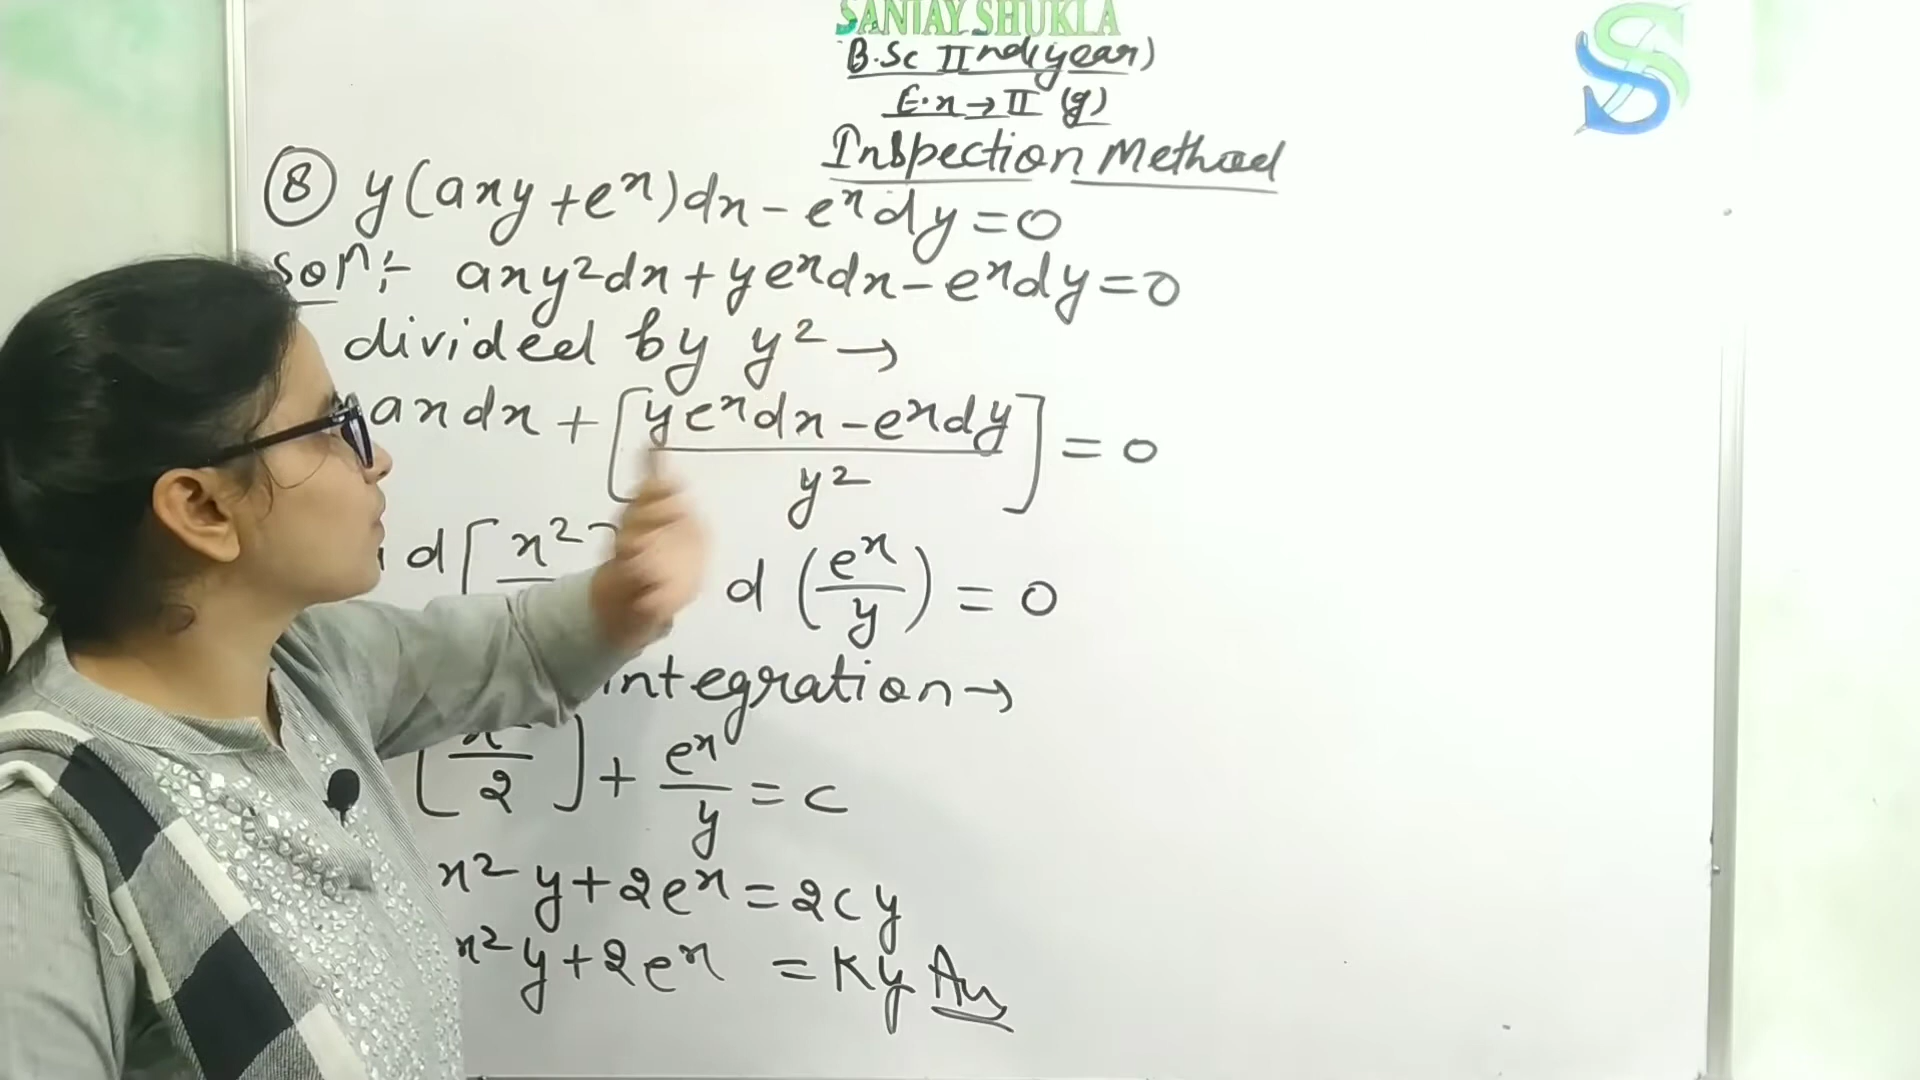 SANJAY SHUKLA
B.Sc IInd(year)
E.x → II (g)
Inspection Method
⑧ y(axy+eˣ)dx - eˣdy = 0
Solⁿ:- axy²dx + yeˣdx - eˣdy = 0
divided by y² →
axdx + [yeˣdx - eˣdy / y²] = 0
d[x² d (eˣ/y) = 0
integration →
[x²/2] + eˣ/y = c
x²y + 2eˣ = 2cy
x²y + 2eˣ = Ky Ans